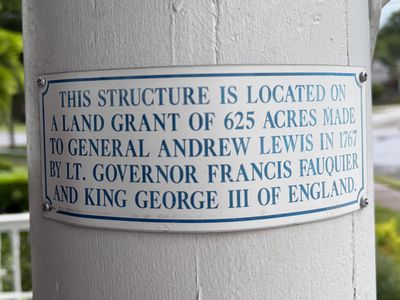 THIS STRUCTURE IS LOCATED ON
A LAND GRANT OF 625 ACRES MADE
TO GENERAL ANDREW LEWIS IN 1767
BY LT. GOVERNOR FRANCIS FAUQUIER
AND KING GEORGE III OF ENGLAND.